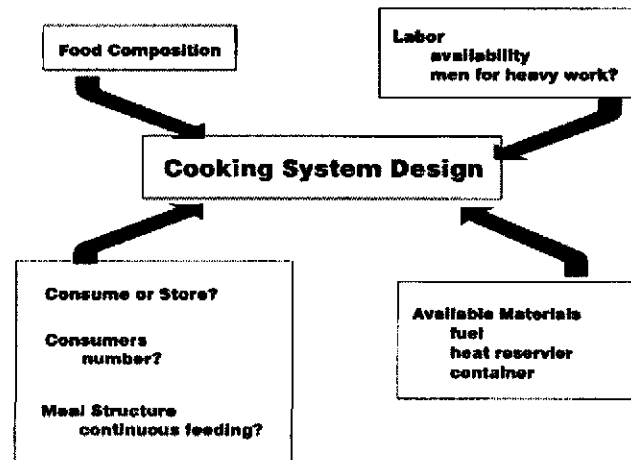 Food Composition
Labor
availability
men for heavy work?
Cooking System Design
Consume or Store?
Consumers
number?
Meal Structure
continuous feeding?
Available Materials
fuel
heat reservier
container